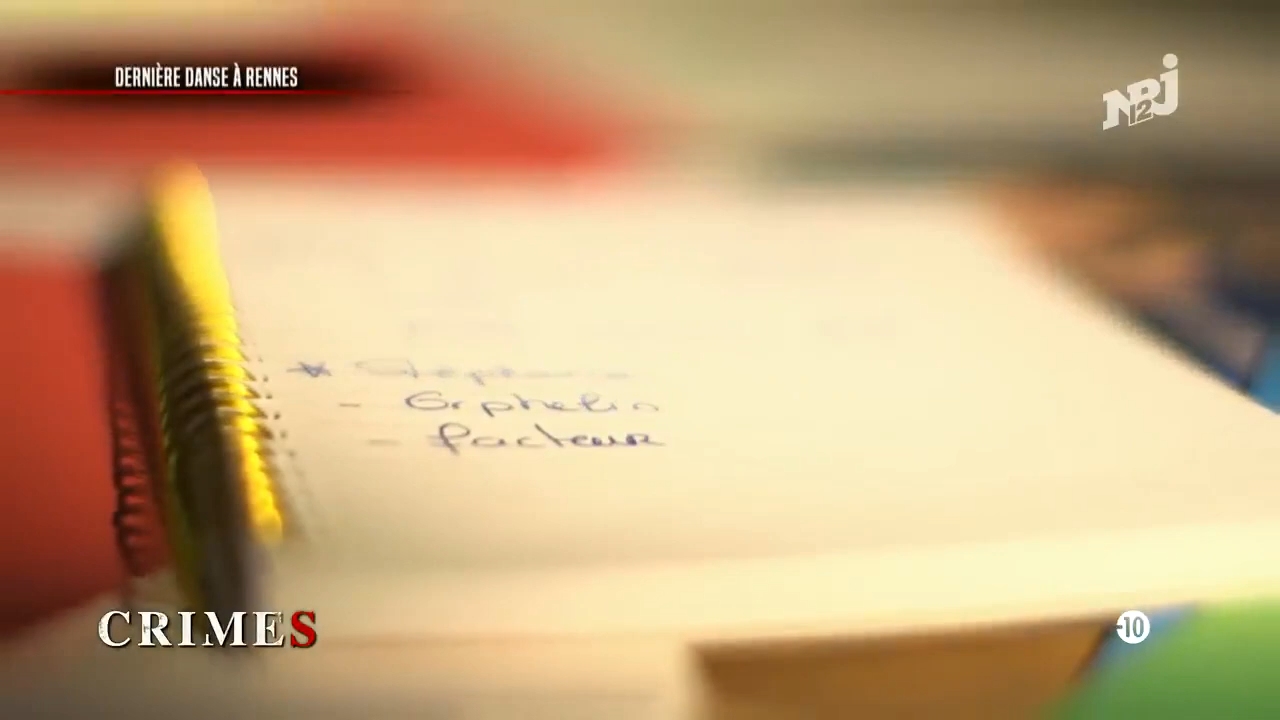 DERNIÈRE DANSE À RENNES
NRJ
12
- Orphelin
- facteur
CRIMES
-10